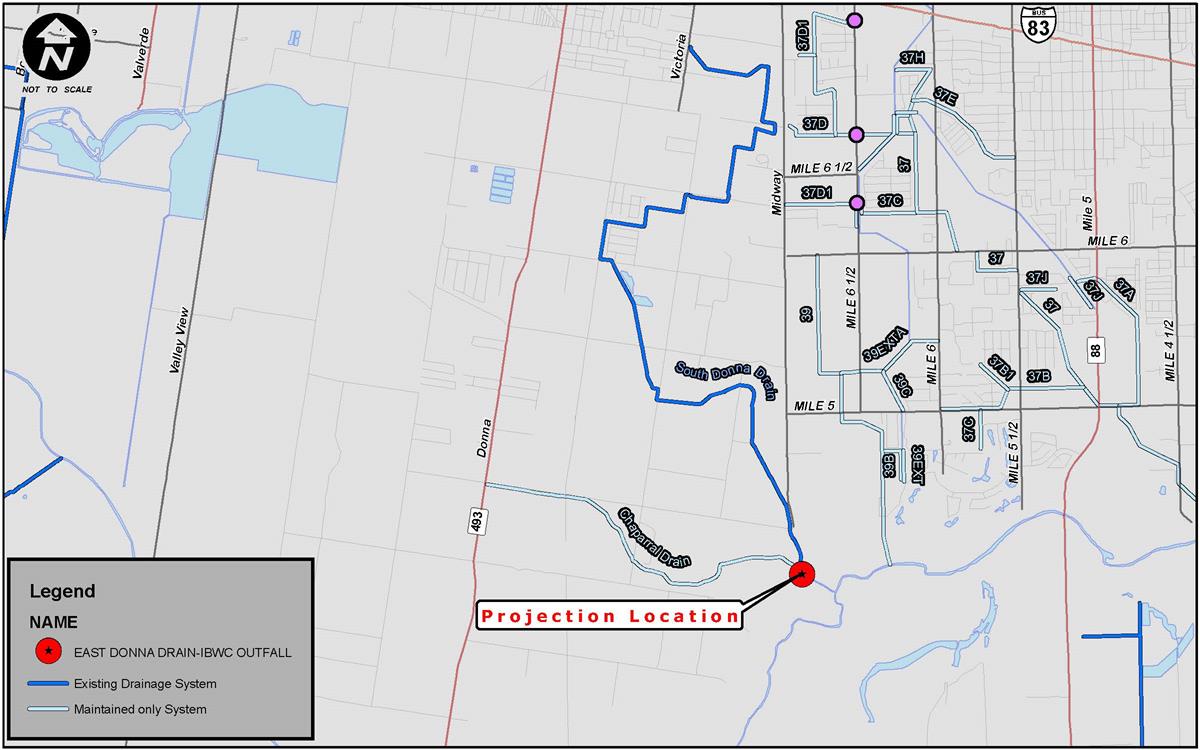 N
NOT TO SCALE
Valverde
Victoria
37D1
BUS
83
37H
37E
37D
MILE 6 1/2
37
Midway
37D1
37C
Mile 5
MILE 6
37
37J
37J
37A
37
39
MILE 6 1/2
39EXTA
MILE 6
88
MILE 4 1/2
Valley View
South Donna Drain
39C
37B1
37B
MILE 5
Donna
37C
MILE 5 1/2
39B
39EXT
493
Chaparral Drain
Projection Location
Legend
NAME
EAST DONNA DRAIN-IBWC OUTFALL
Existing Drainage System
Maintained only System